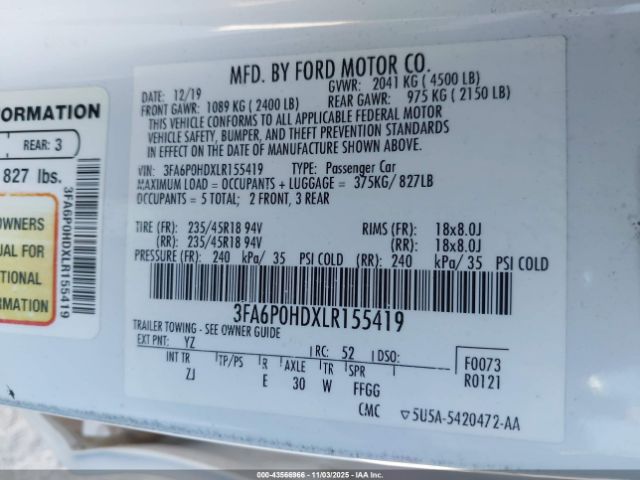 FORMATION
REAR: 3
827 lbs.
OWNERS
UAL FOR
TIONAL
ORMATION
3FA6P0HDXLR155419
MFD. BY FORD MOTOR CO.
DATE: 12/19 GVWR: 2041 KG ( 4500 LB)
FRONT GAWR: 1089 KG ( 2400 LB) REAR GAWR: 975 KG ( 2150 LB)
THIS VEHICLE CONFORMS TO ALL APPLICABLE FEDERAL MOTOR
VEHICLE SAFETY, BUMPER, AND THEFT PREVENTION STANDARDS
IN EFFECT ON THE DATE OF MANUFACTURE SHOWN ABOVE.
VIN: 3FA6P0HDXLR155419 TYPE: Passenger Car
MAXIMUM LOAD = OCCUPANTS + LUGGAGE = 375KG/ 827LB
OCCUPANTS = 5 TOTAL; 2 FRONT, 3 REAR
TIRE (FR): 235/45R18 94V RIMS (FR): 18x8.0J
(RR): 235/45R18 94V (RR): 18x8.0J
PRESSURE (FR): 240 kPa/ 35 PSI COLD (RR): 240 kPa/ 35 PSI COLD
3FA6P0HDXLR155419
TRAILER TOWING - SEE OWNER GUIDE
EXT PNT: YZ RC: 52 DSO: F0073
INT TR TP/PS R AXLE TR SPR R0121
ZJ E 30 W FFGG
CMC ▽5U5A-5420472-AA
© IAA 00-43566966 - 11/03/2025 - IAA Inc.